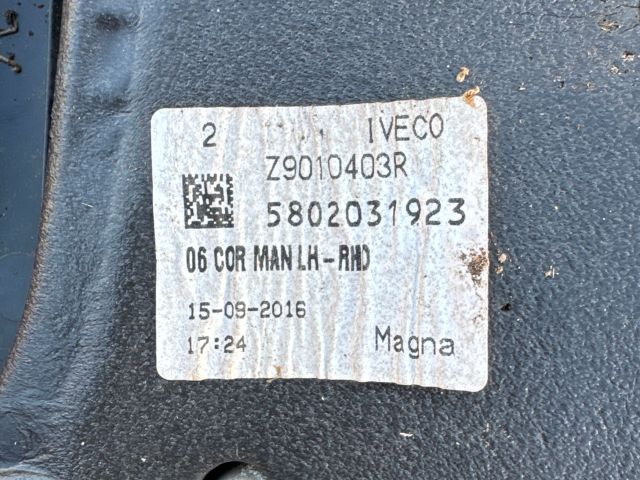 2 IVECO
Z9010403R
5802031923
06 COR MAN LH-RHD
15-09-2016
17:24 Magna